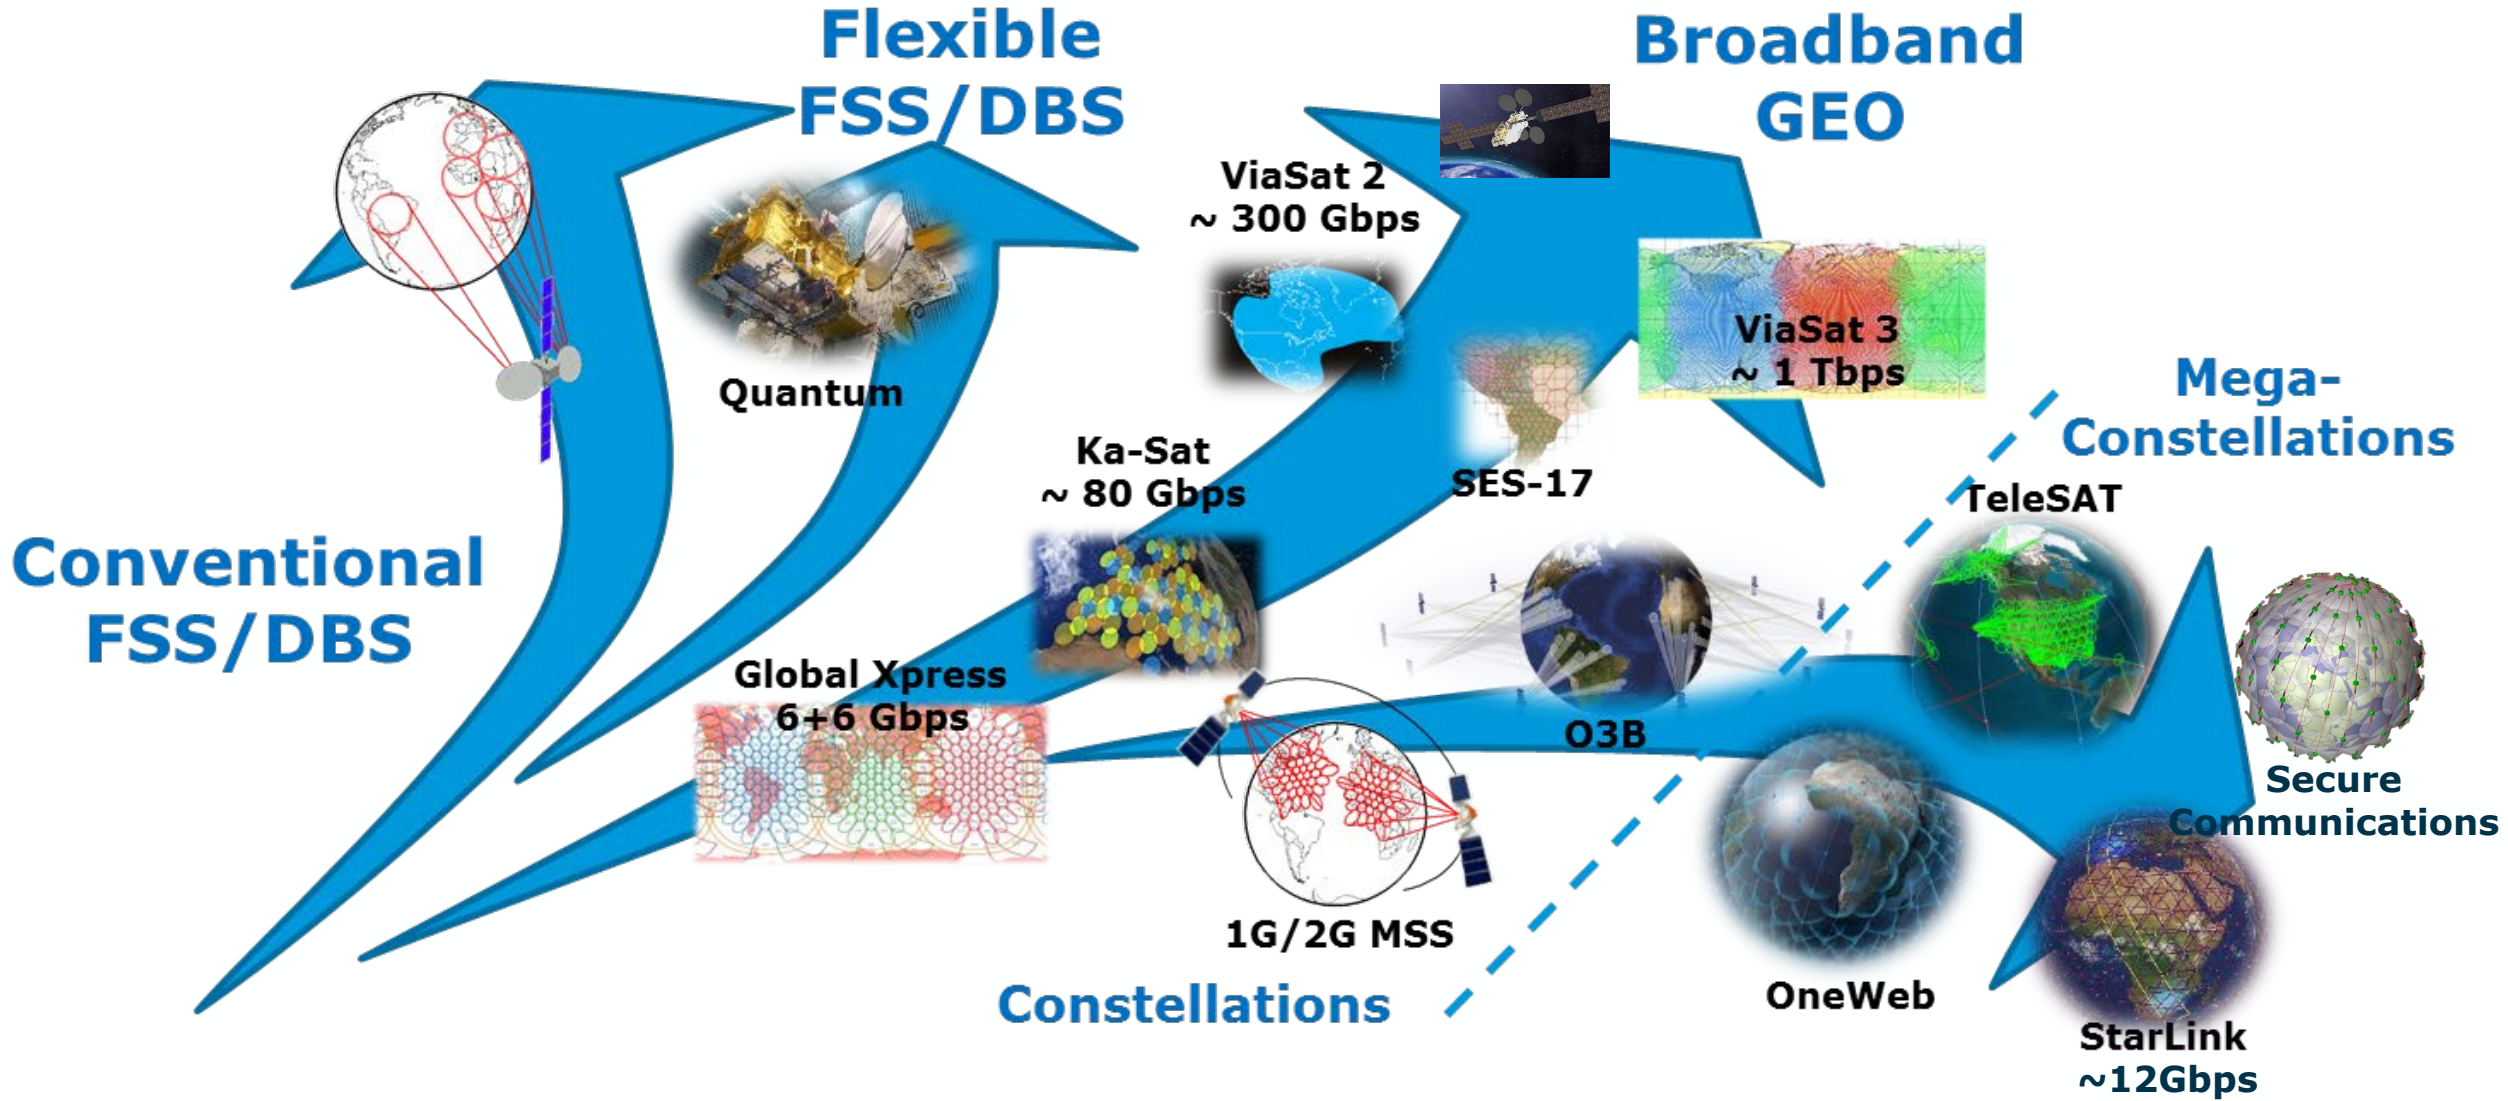 Flexible
FSS/DBS
Broadband
GEO
ViaSat 2
~ 300 Gbps
ViaSat 3
~ 1 Tbps
Quantum
Mega-
Constellations
Ka-Sat
~ 80 Gbps
SES-17
TeleSAT
Conventional
FSS/DBS
Global Xpress
6+6 Gbps
O3B
Secure
Communications
1G/2G MSS
Constellations
OneWeb
StarLink
~12Gbps